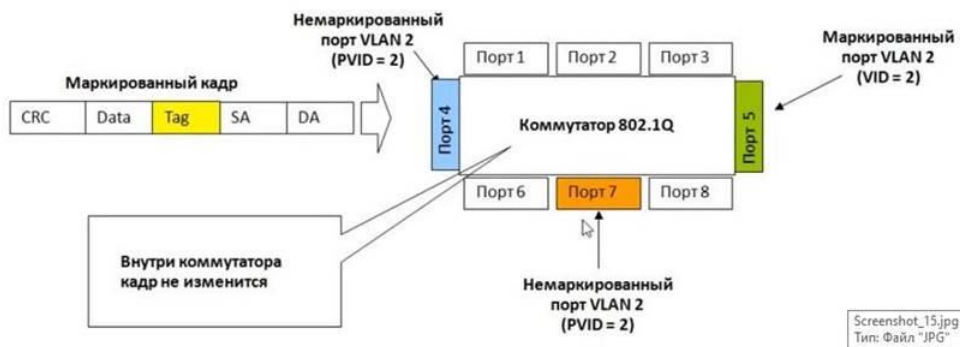 Немаркированный
порт VLAN 2
(PVID = 2)
Маркированный
порт VLAN 2
(VID = 2)
Маркированный кадр
CRC Data Tag SA DA
Порт 1 Порт 2 Порт 3
Порт 4
Коммутатор 802.1Q
Порт 5
Порт 6 Порт 7 Порт 8
Внутри коммутатора
кадр не изменится
Немаркированный
порт VLAN 2
(PVID = 2)
Screenshot_15.jpg
Тип: Файл "JPG"